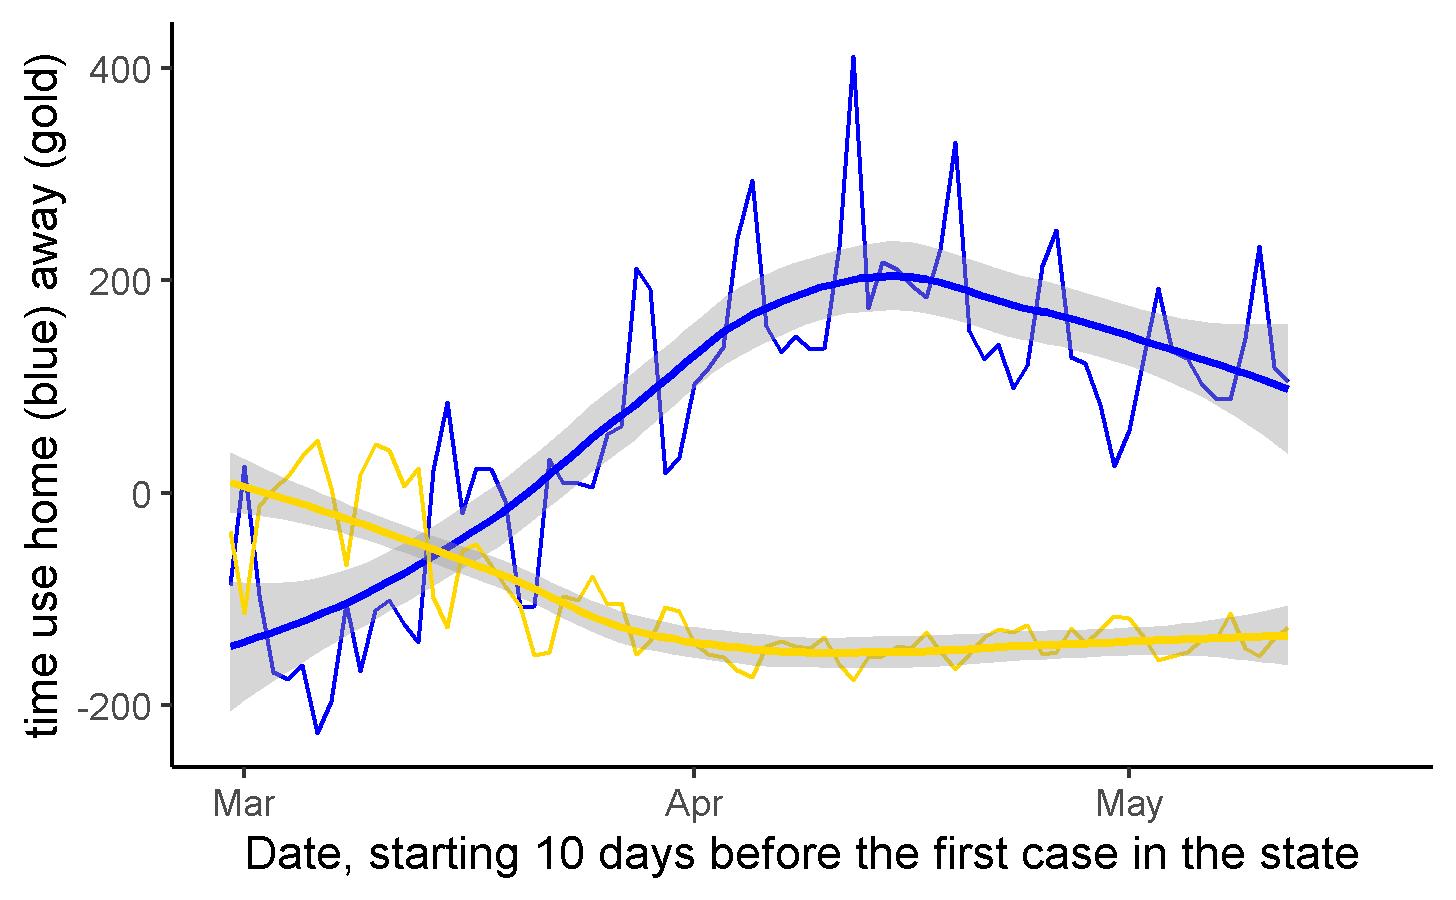 time use home (blue) away (gold)
400
200
0
-200
Mar Apr May
Date, starting 10 days before the first case in the state